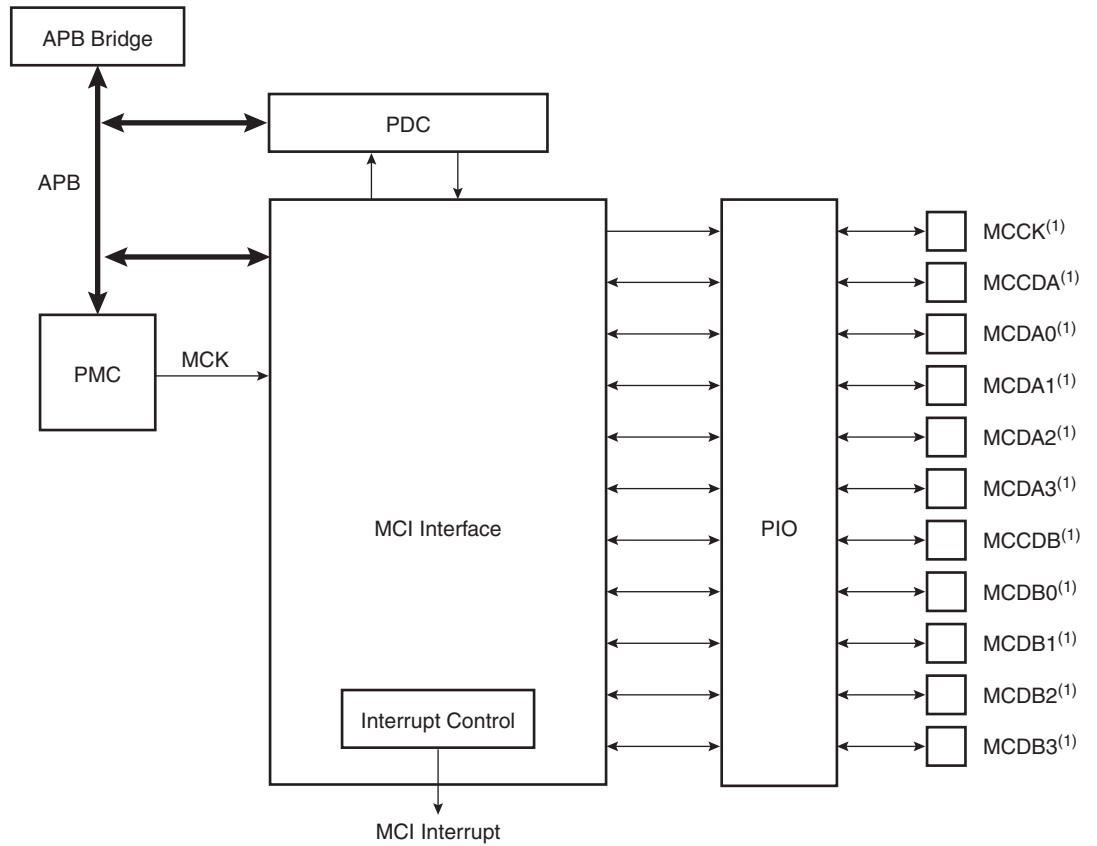 APB Bridge
PDC
APB
MCCK(1)
MCCDA(1)
MCDA0(1)
PMC
MCK
MCDA1(1)
MCDA2(1)
MCDA3(1)
MCI Interface
PIO
MCCDB(1)
MCDB0(1)
MCDB1(1)
MCDB2(1)
Interrupt Control
MCDB3(1)
MCI Interrupt